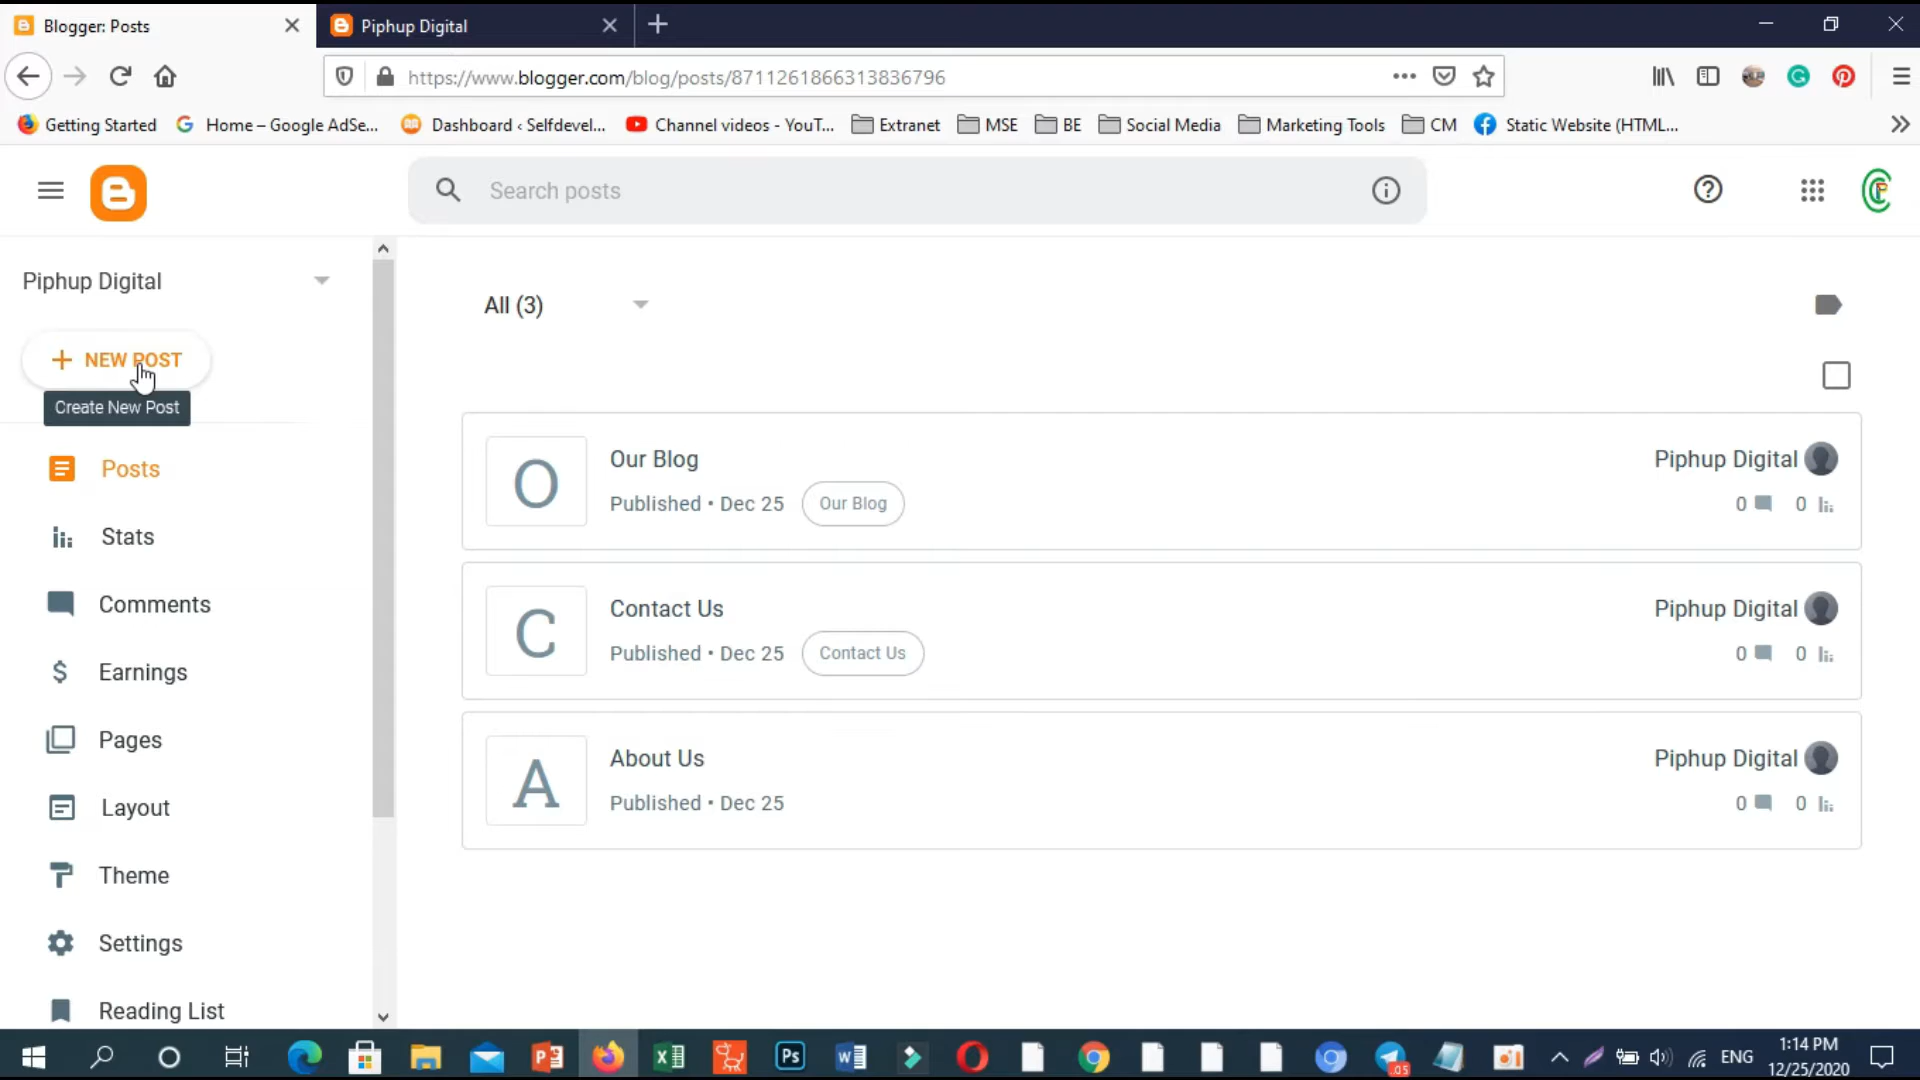 Blogger: Posts
Piphup Digital
https://www.blogger.com/blog/posts/8711261866313836796
Getting Started
Home – Google AdSe...
Dashboard ‹ Selfdevel...
Channel videos - YouT...
Extranet
MSE
BE
Social Media
Marketing Tools
CM
Static Website (HTML...
Search posts
Piphup Digital
NEW POST
Create New Post
Posts
Stats
Comments
Earnings
Pages
Layout
Theme
Settings
Reading List
All (3)
O
Our Blog
Published • Dec 25
Our Blog
Piphup Digital
0 0
C
Contact Us
Published • Dec 25
Contact Us
Piphup Digital
0 0
A
About Us
Published • Dec 25
Piphup Digital
0 0
ENG
1:14 PM
12/25/2020